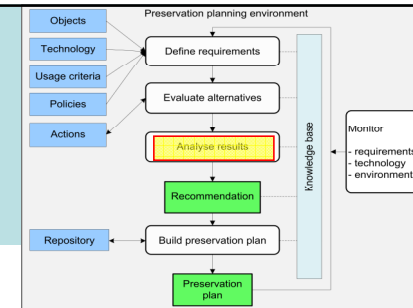 Preservation planning environment
Objects
Technology
Usage criteria
Policies
Actions
Repository
Define requirements
Evaluate alternatives
Analyse results
Recommendation
Build preservation plan
Preservation
plan
Knowledge base
Monitor
- requirements
- technology
- environment